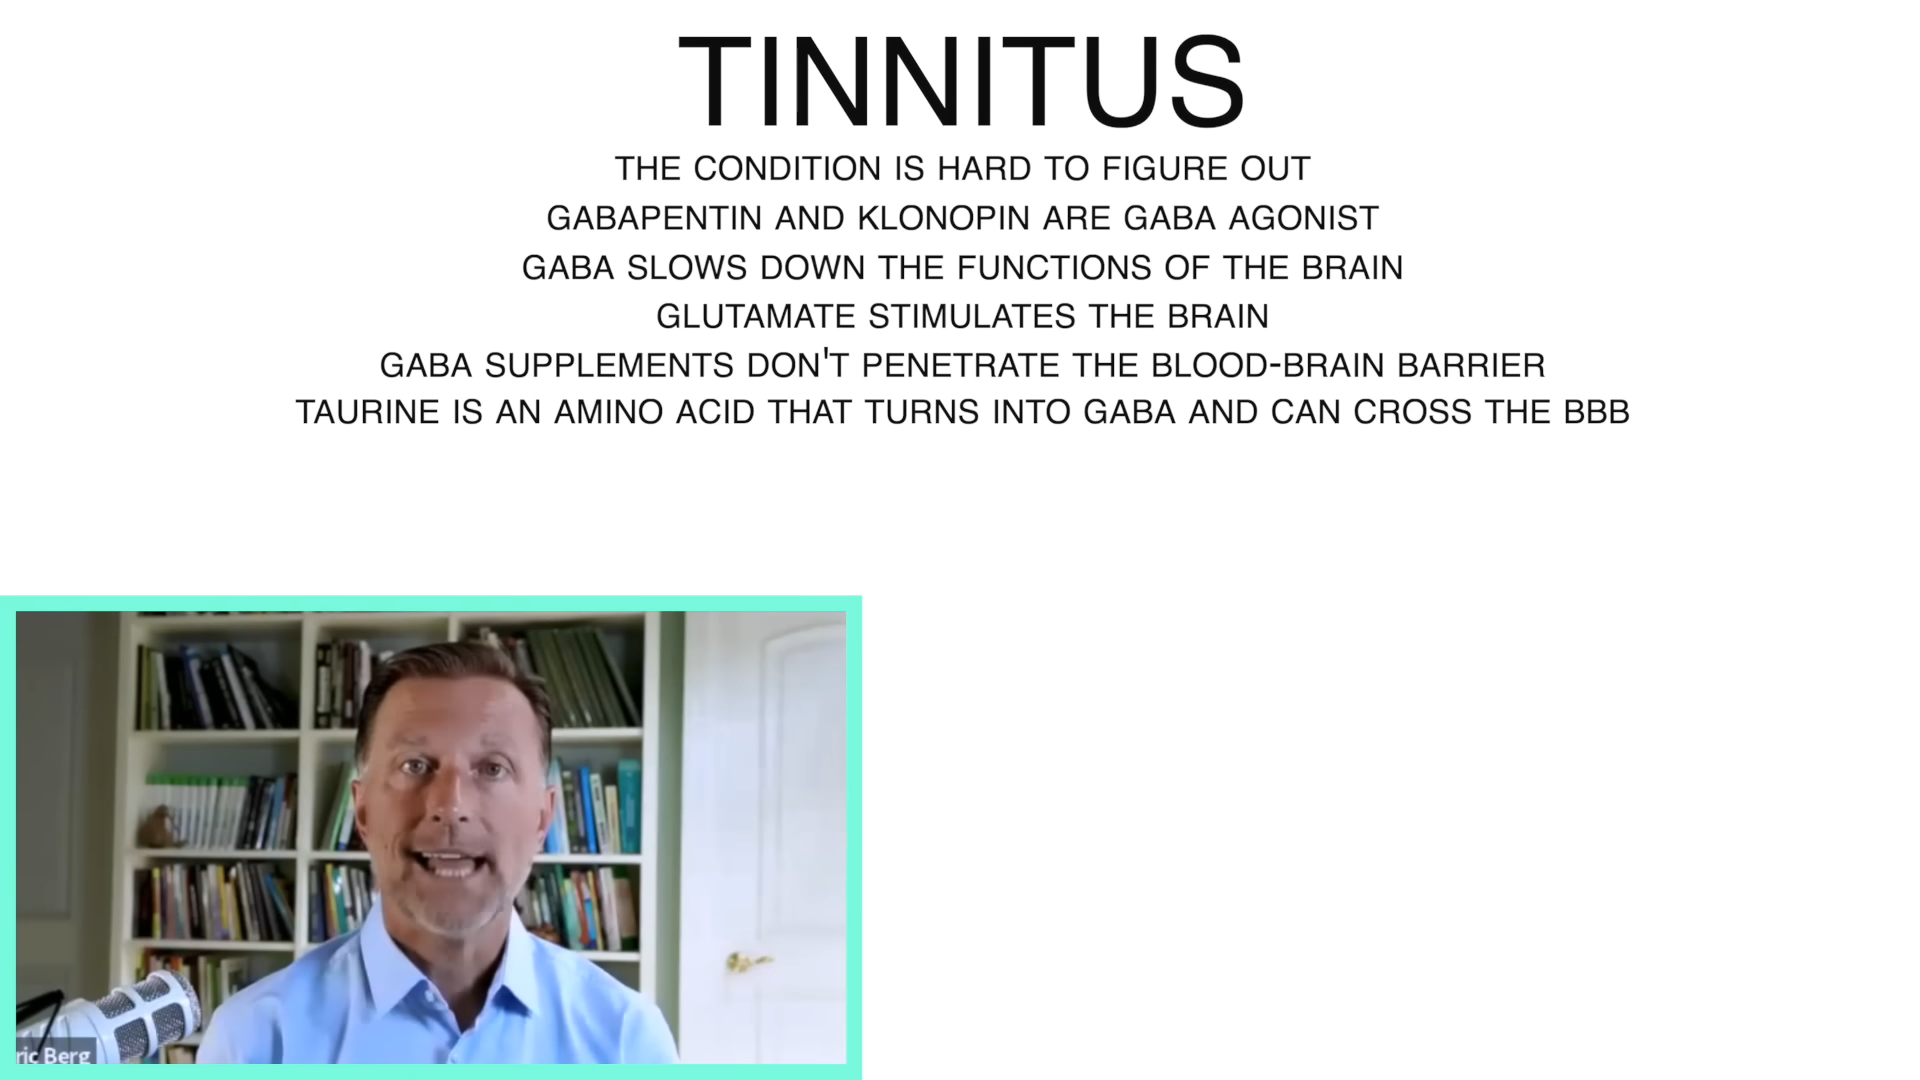 TINNITUS
THE CONDITION IS HARD TO FIGURE OUT
GABAPENTIN AND KLONOPIN ARE GABA AGONIST
GABA SLOWS DOWN THE FUNCTIONS OF THE BRAIN
GLUTAMATE STIMULATES THE BRAIN
GABA SUPPLEMENTS DON'T PENETRATE THE BLOOD-BRAIN BARRIER
TAURINE IS AN AMINO ACID THAT TURNS INTO GABA AND CAN CROSS THE BBB
ric Berg